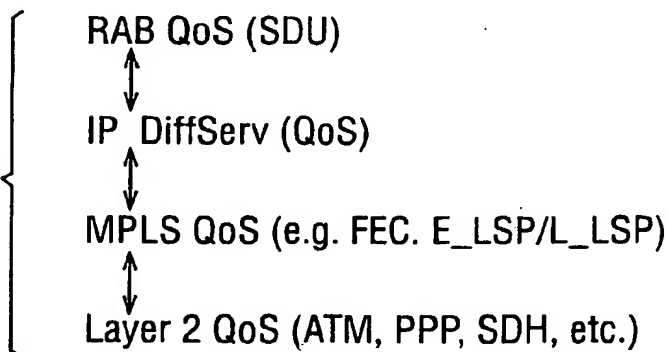 RAB QoS (SDU)
IP DiffServ (QoS)
MPLS QoS (e.g. FEC. E_LSP/L_LSP)
Layer 2 QoS (ATM, PPP, SDH, etc.)